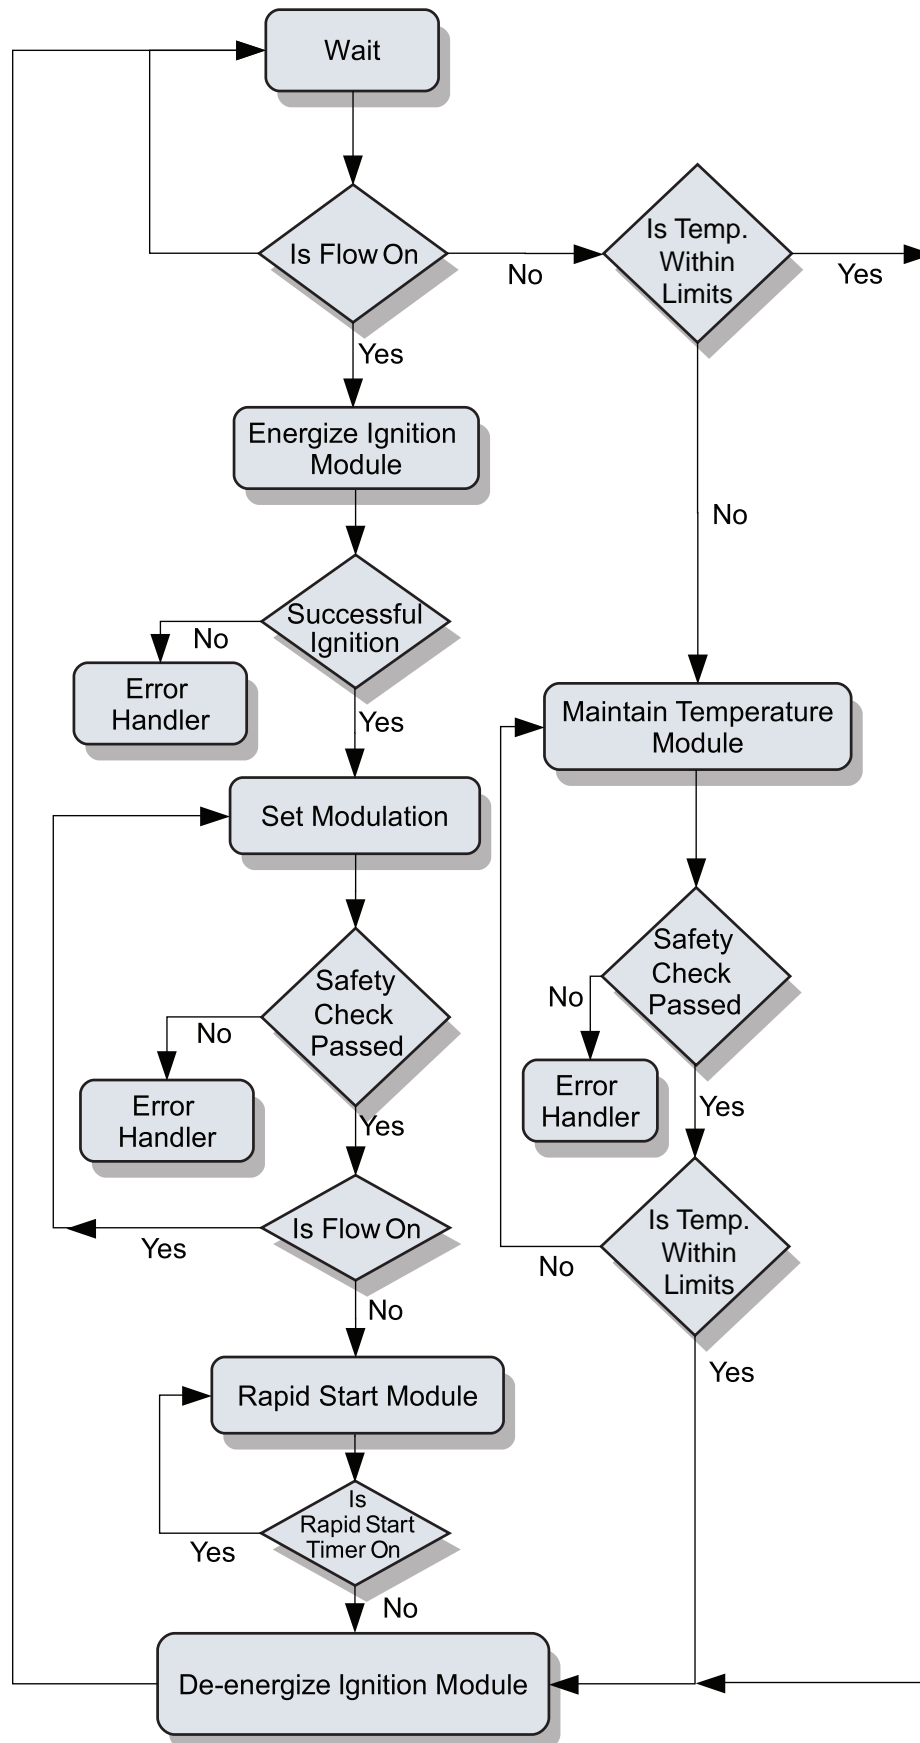 Wait
Is Flow On
No
Is Temp.
Within
Limits
Yes
Yes
Energize Ignition
Module
No
Successful
Ignition
No
Error
Handler
Yes
Maintain Temperature
Module
Set Modulation
Safety
Check
Passed
No
Error
Handler
Yes
Safety
Check
Passed
No
Error
Handler
Yes
Is Flow On
Yes
Is Temp.
Within
Limits
No
No
Yes
Rapid Start Module
Is
Rapid Start
Timer On
Yes
No
De-energize Ignition Module